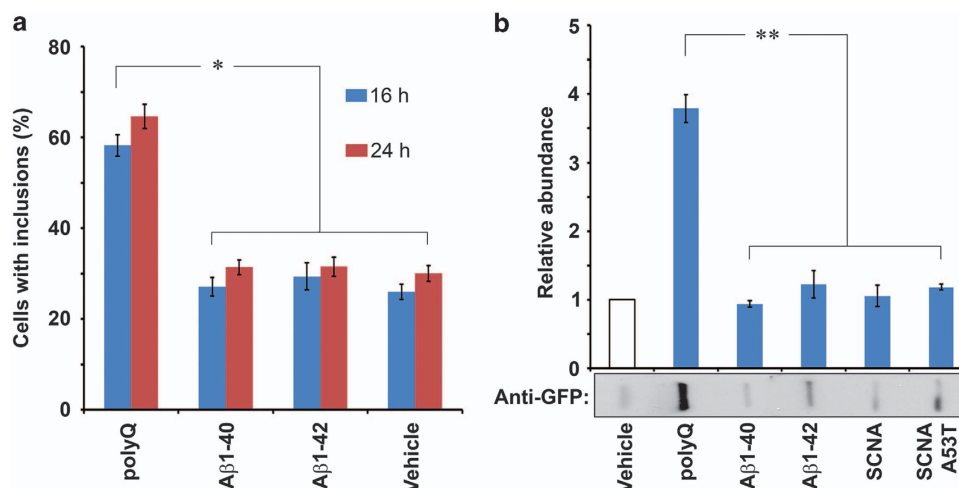 a
Cells with inclusions (%)
80
60
40
20
0
*
16 h
24 h
polyQ
Aβ1-40
Aβ1-42
Vehicle
b
Relative abundance
5
4
3
2
1
0
**
Anti-GFP:
Vehicle
polyQ
Aβ1-40
Aβ1-42
SCNA
SCNA
A53T